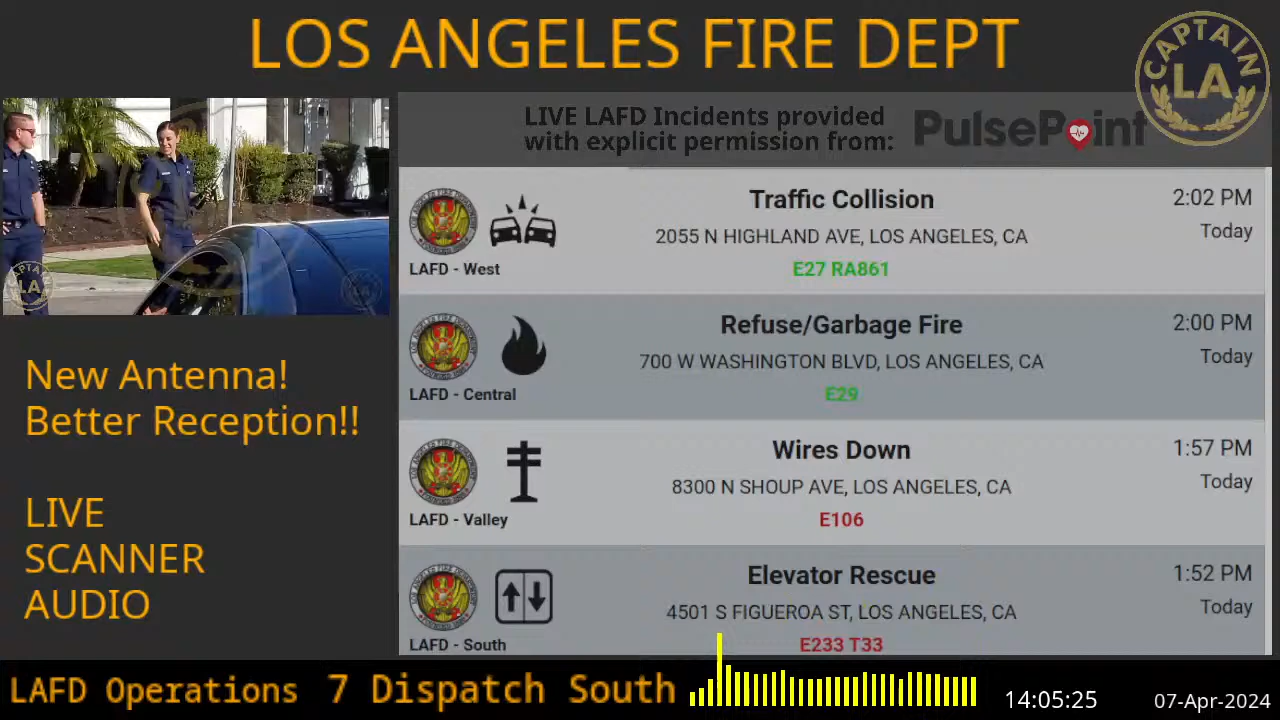 LOS ANGELES FIRE DEPT
CAPTAIN
LA
LIVE LAFD Incidents provided
with explicit permission from:
PulsePoint
Traffic Collision
2:02 PM
2055 N HIGHLAND AVE, LOS ANGELES, CA
Today
LAFD - West
E27 RA861
Refuse/Garbage Fire
2:00 PM
700 W WASHINGTON BLVD, LOS ANGELES, CA
Today
LAFD - Central
E29
Wires Down
1:57 PM
8300 N SHOUP AVE, LOS ANGELES, CA
Today
LAFD - Valley
E106
Elevator Rescue
1:52 PM
4501 S FIGUEROA ST, LOS ANGELES, CA
Today
LAFD - South
E233 T33
CAPTAIN
LA
New Antenna!
Better Reception!!
LIVE
SCANNER
AUDIO
LAFD Operations 7 Dispatch South
14:05:25
07-Apr-2024